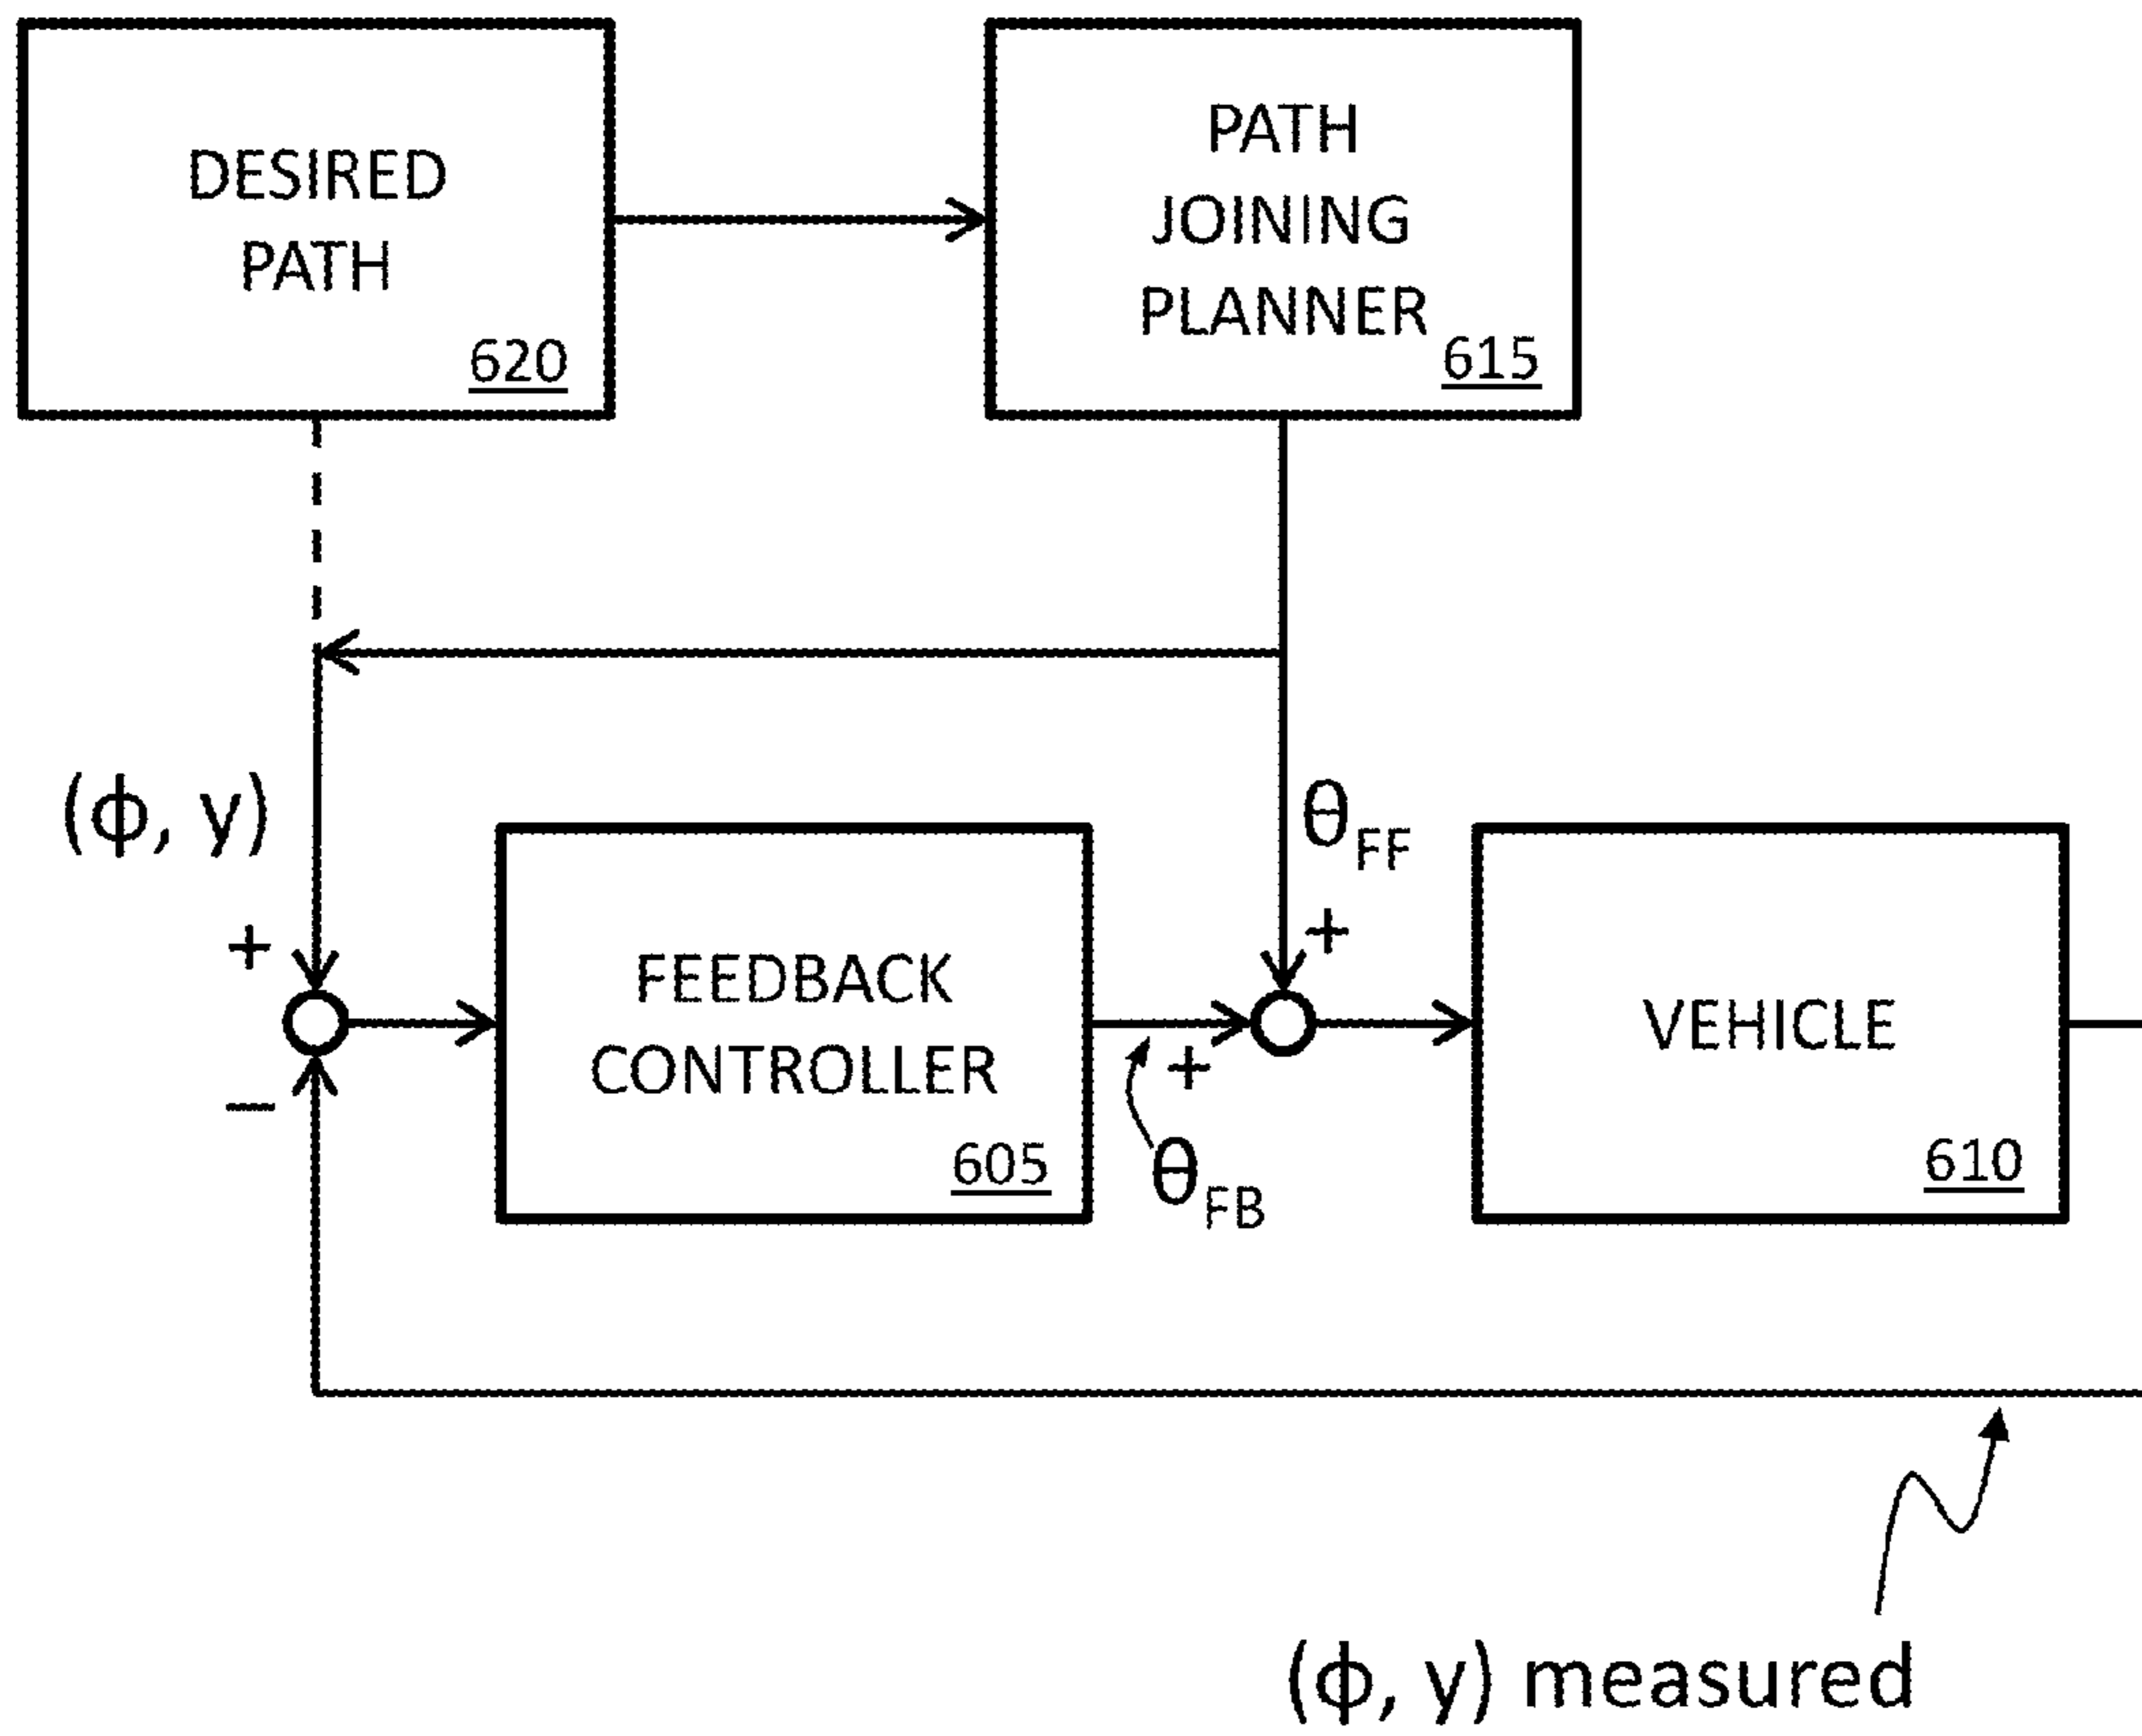 DESIRED
PATH
620
PATH
JOINING
PLANNER
615
(ϕ, y)
θFF
+
+
FEEDBACK
CONTROLLER
605
+
θFB
VEHICLE
610
−
(ϕ, y) measured